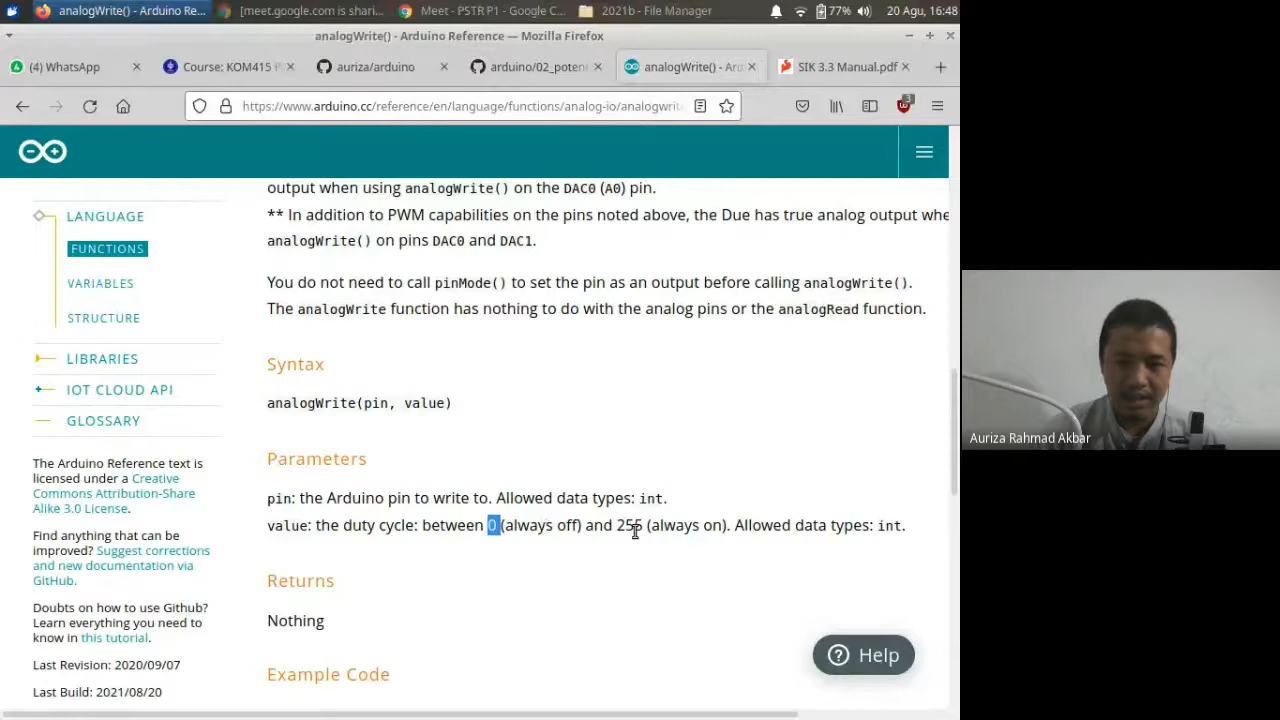 analogWrite() - Arduino Re...
[meet.google.com is shari...
Meet - PSTR P1 - Google C...
2021b - File Manager
3
77%
20 Agu, 16:48
analogWrite() - Arduino Reference — Mozilla Firefox
(4) WhatsApp
Course: KOM415 P
auriza/arduino
arduino/02_poten
analogWrite() - Ard
SIK 3.3 Manual.pdf
https://www.arduino.cc/reference/en/language/functions/analog-io/analogwrit
3
output when using analogWrite() on the DAC0 (A0) pin.
LANGUAGE
** In addition to PWM capabilities on the pins noted above, the Due has true analog output whe
analogWrite() on pins DAC0 and DAC1.
FUNCTIONS
VARIABLES
You do not need to call pinMode() to set the pin as an output before calling analogWrite().
The analogWrite function has nothing to do with the analog pins or the analogRead function.
STRUCTURE
LIBRARIES
Syntax
IOT CLOUD API
analogWrite(pin, value)
GLOSSARY
Parameters
pin: the Arduino pin to write to. Allowed data types: int.
value: the duty cycle: between 0 (always off) and 255 (always on). Allowed data types: int.
Returns
Nothing
Example Code
The Arduino Reference text is
licensed under a Creative
Commons Attribution-Share
Alike 3.0 License.
Find anything that can be
improved? Suggest corrections
and new documentation via
GitHub.
Doubts on how to use Github?
Learn everything you need to
know in this tutorial.
Last Revision: 2020/09/07
Last Build: 2021/08/20
Help
Auriza Rahmad Akbar